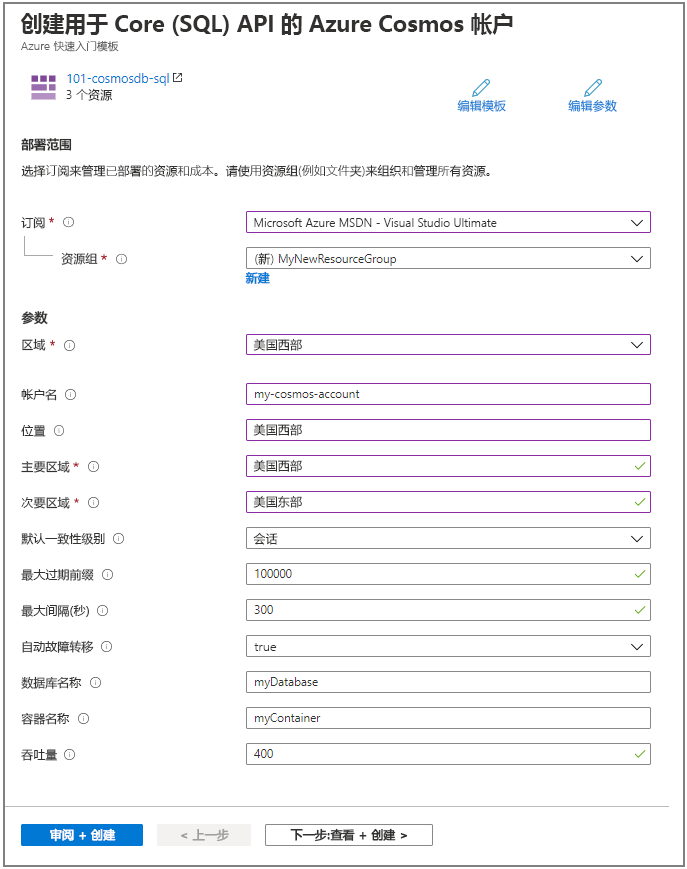 创建用于 Core (SQL) API 的 Azure Cosmos 帐户
Azure 快速入门模板
101-cosmosdb-sql
3 个资源
编辑模板
编辑参数
部署范围
选择订阅来管理已部署的资源和成本。请使用资源组(例如文件夹)来组织和管理所有资源。
订阅 * Microsoft Azure MSDN - Visual Studio Ultimate
资源组 * (新) MyNewResourceGroup
新建
参数
区域 * 美国西部
帐户名 my-cosmos-account
位置 美国西部
主要区域 * 美国西部
次要区域 * 美国东部
默认一致性级别 会话
最大过期前缀 100000
最大间隔(秒) 300
自动故障转移 true
数据库名称 myDatabase
容器名称 myContainer
吞吐量 400
审阅 + 创建
< 上一步
下一步:查看 + 创建 >